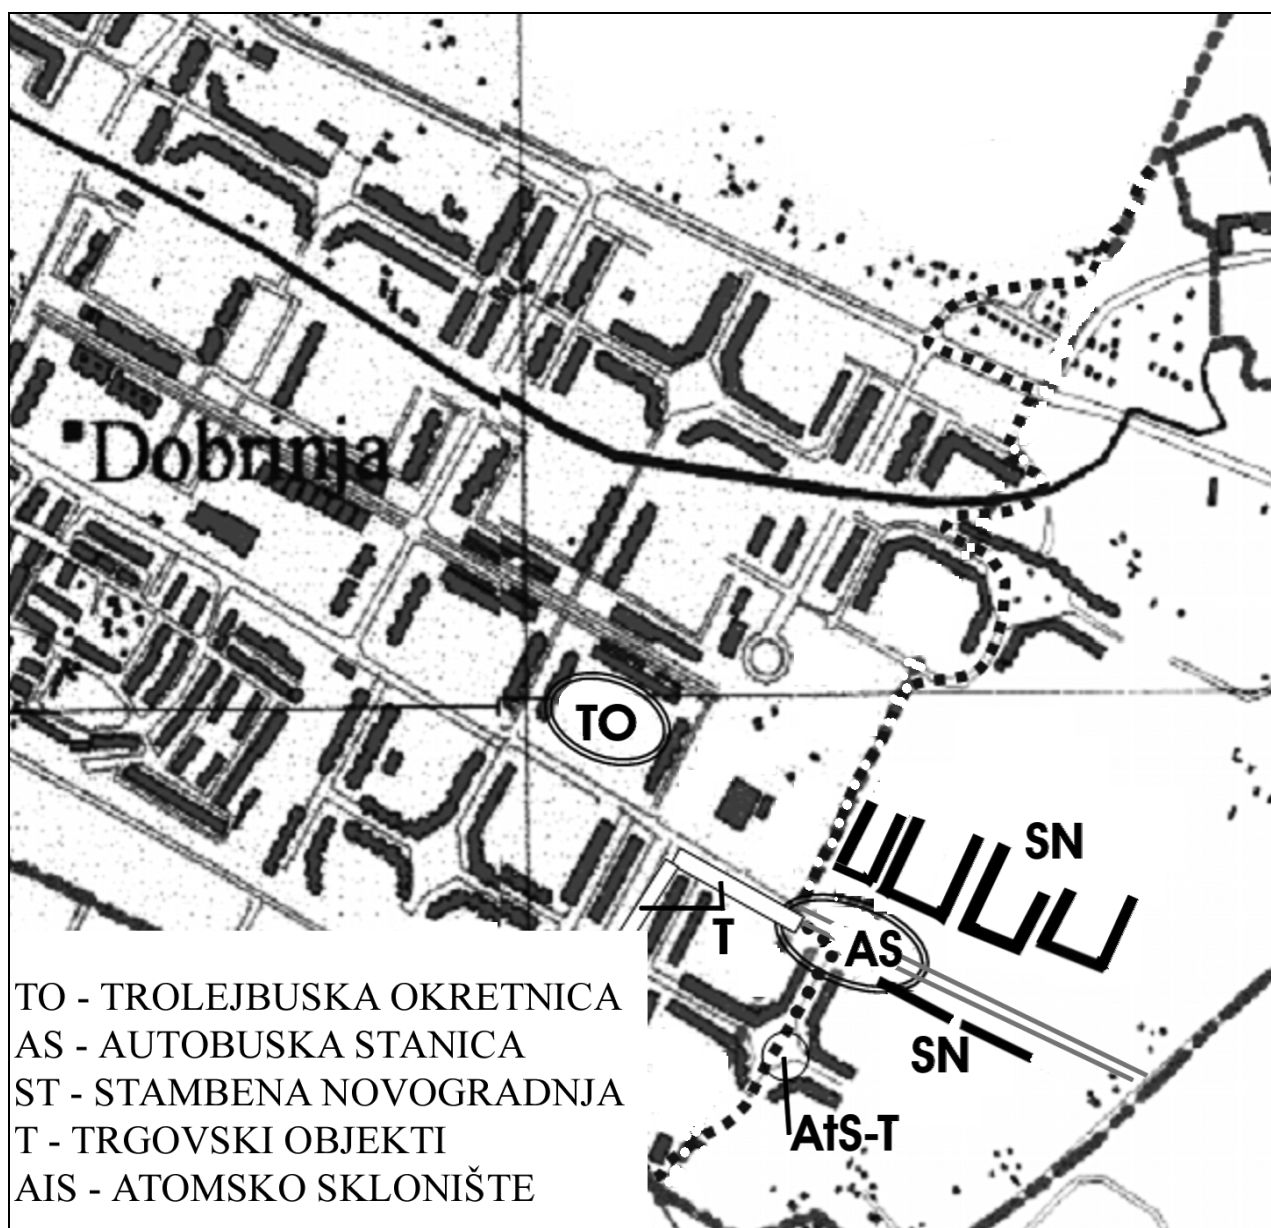 Dobrinja
TO
SN
T
AS
SN
AtS-T
TO - TROLEJBUSKA OKRETNICA
AS - AUTOBUSKA STANICA
ST - STAMBENA NOVOGRADNJA
T - TRGOVSKI OBJEKTI
AIS - ATOMSKO SKLONIŠTE